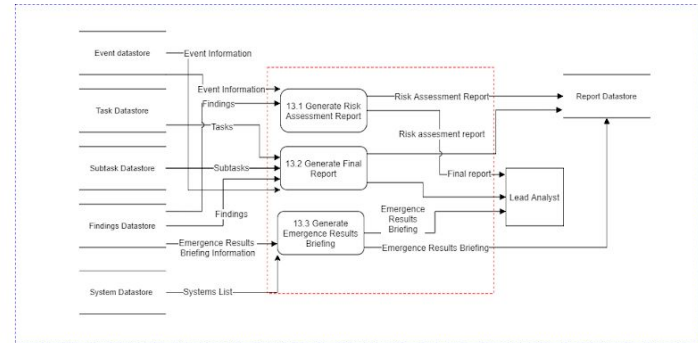 Event datastore
Event Information
Event Information
Findings
Task Datastore
Tasks
Subtask Datastore
Subtasks
Findings Datastore
Findings
Emergence Results
Briefing Information
System Datastore
Systems List
13.1 Generate Risk
Assessment Report
13.2 Generate Final
Report
13.3 Generate
Emergence Results
Briefing
Risk Assessment Report
Risk assesment report
Final report
Emergence
Results
Briefing
Emergence Results Briefing
Report Datastore
Lead Analyst